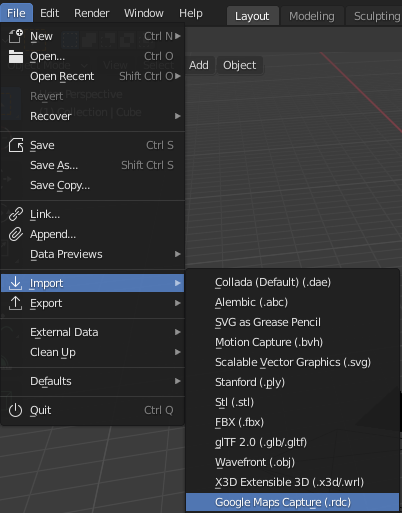 File Edit Render Window Help Layout Modeling Sculpting
New Ctrl N
Open... Ctrl O
Add Object
Open Recent Shift Ctrl O
Revert
Perspective
Collection | Cube
Recover
Save Ctrl S
Save As... Shift Ctrl S
Save Copy...
Link...
Append...
Data Previews
Import
Export
External Data
Clean Up
Defaults
Quit Ctrl Q
Collada (Default) (.dae)
Alembic (.abc)
SVG as Grease Pencil
Motion Capture (.bvh)
Scalable Vector Graphics (.svg)
Stanford (.ply)
Stl (.stl)
FBX (.fbx)
glTF 2.0 (.glb/.gltf)
Wavefront (.obj)
X3D Extensible 3D (.x3d/.wrl)
Google Maps Capture (.rdc)